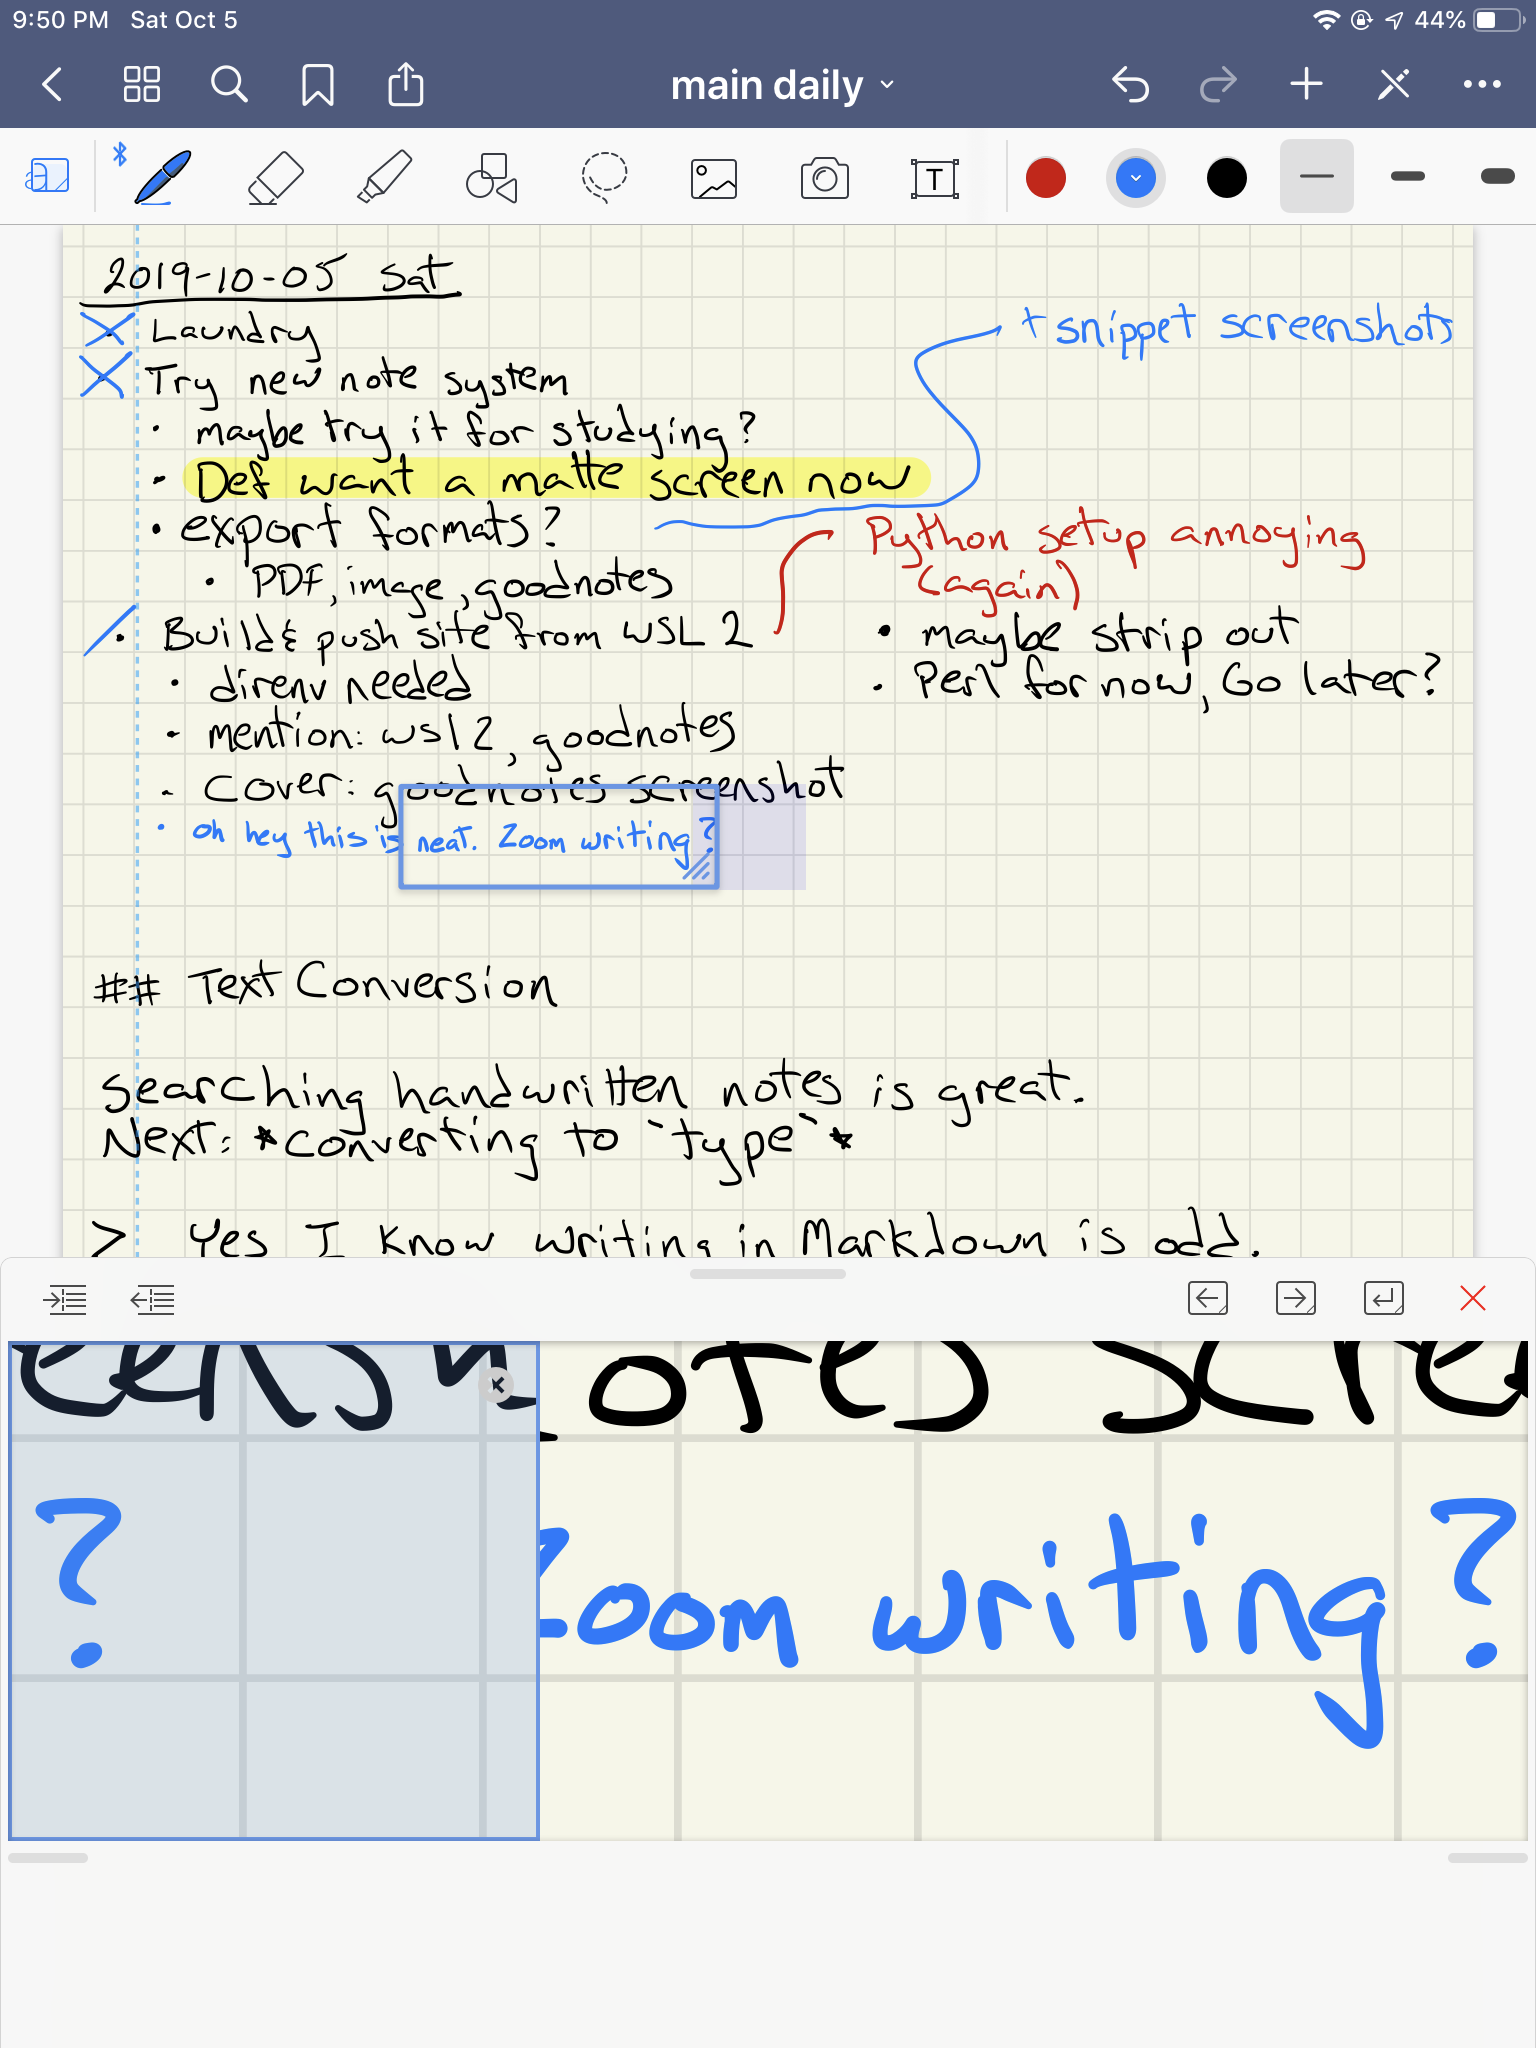 9:50 PM Sat Oct 5
44%
main daily
T
2019-10-05 Sat
Laundry
+ snippet screenshots
Try new note system
• maybe try it for studying?
• Def want a matte screen now
• export formats?
Python setup annoying
(again)
• PDF, image, goodnotes
• Build & push site from WSL 2
• maybe strip out
• direnv needed
• Perl for now, Go later?
• mention: wsl2, goodnotes
• cover: goodnotes screenshot
• oh hey this is neat. Zoom writing?
## Text Conversion
Searching handwritten notes is great.
Next: *converting to `type`*
> Yes I know writing in Markdown is odd.
eensh
otes scree
?
Zoom writing?